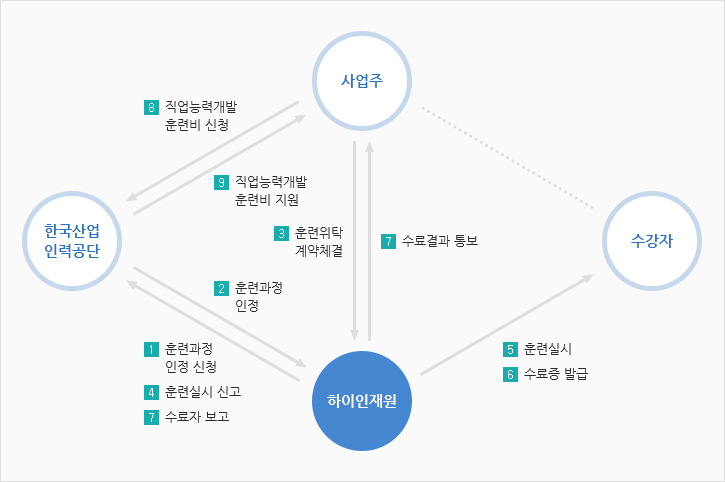 사업주
8 직업능력개발
훈련비 신청
9 직업능력개발
훈련비 지원
한국산업
인력공단
3 훈련위탁
계약체결
7 수료결과 통보
수강자
2 훈련과정
인정
1 훈련과정
인정 신청
4 훈련실시 신고
7 수료자 보고
하이인재원
5 훈련실시
6 수료증 발급